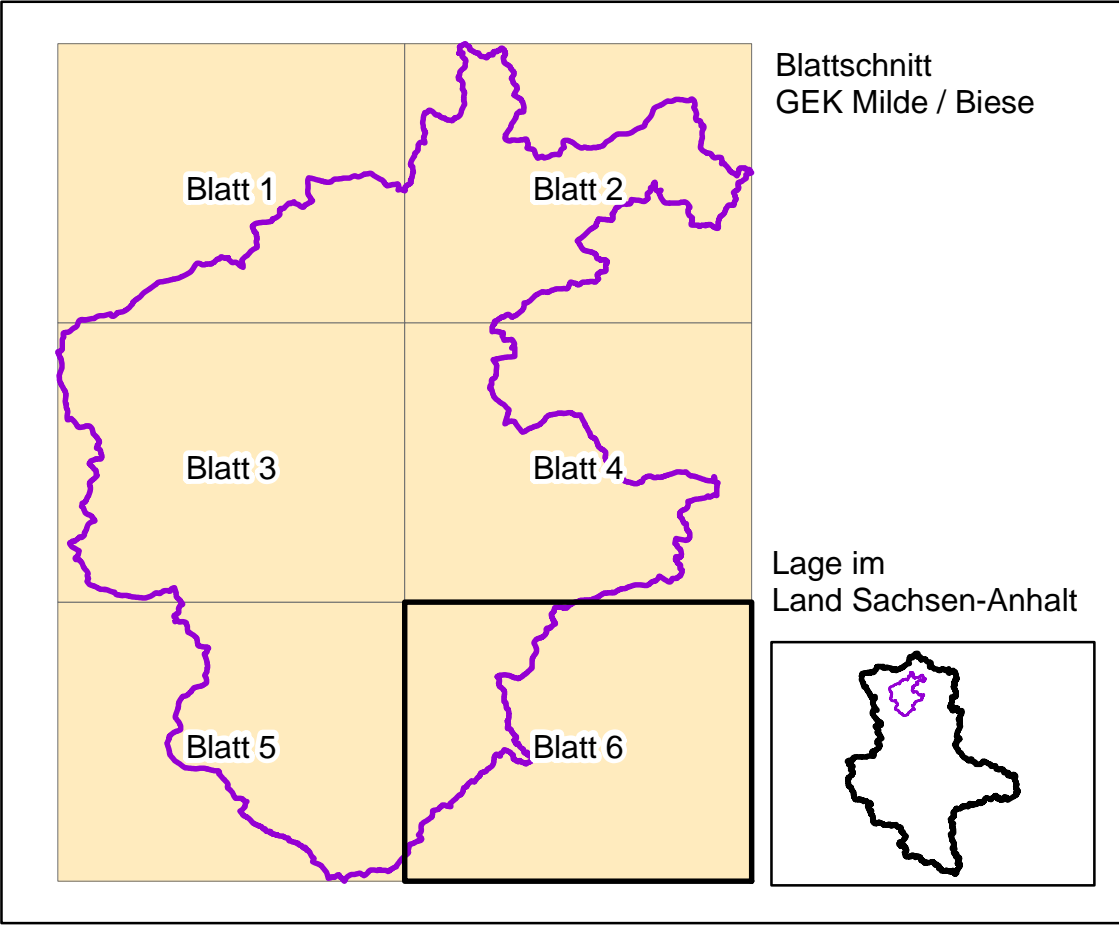 Blattschnitt
GEK Milde / Biese
Blatt 1
Blatt 2
Blatt 3
Blatt 4
Blatt 5
Blatt 6
Lage im
Land Sachsen-Anhalt